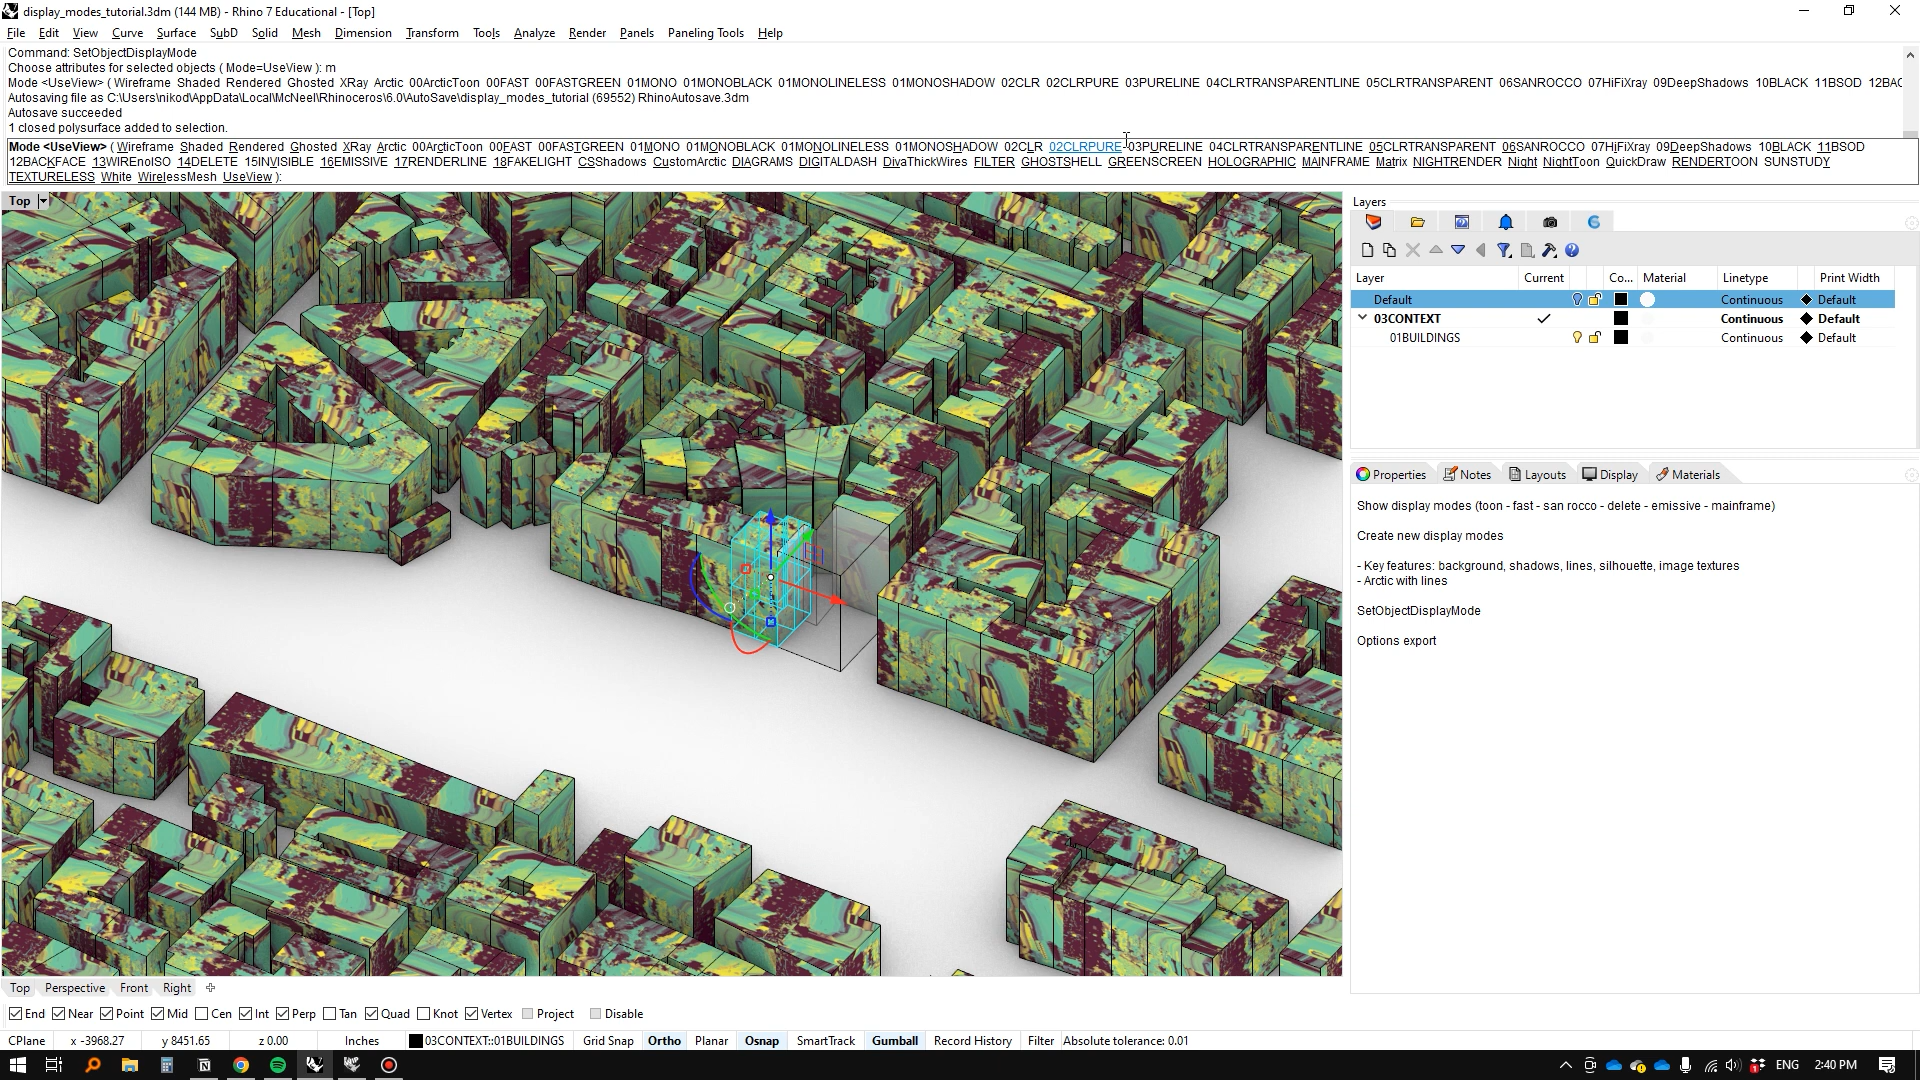 display_modes_tutorial.3dm (144 MB) - Rhino 7 Educational - [Top]
File Edit View Curve Surface SubD Solid Mesh Dimension Transform Tools Analyze Render Panels Paneling Tools Help
Command: SetObjectDisplayMode
Choose attributes for selected objects ( Mode=UseView ): m
Mode <UseView> ( Wireframe Shaded Rendered Ghosted XRay Arctic 00ArcticToon 00FAST 00FASTGREEN 01MONO 01MONOBLACK 01MONOLINELESS 01MONOSHADOW 02CLR 02CLRPURE 03PURELINE 04CLRTRANSPARENTLINE 05CLRTRANSPARENT 06SANROCCO 07HiFiXray 09DeepShadows 10BLACK 11BSOD 12BAC
Autosaving file as C:\Users\nikod\AppData\Local\McNeel\Rhinoceros\6.0\AutoSave\display_modes_tutorial (69552) RhinoAutosave.3dm
Autosave succeeded
1 closed polysurface added to selection.
Mode <UseView> ( Wireframe Shaded Rendered Ghosted XRay Arctic 00ArcticToon 00FAST 00FASTGREEN 01MONO 01MONOBLACK 01MONOLINELESS 01MONOSHADOW 02CLR 02CLRPURE 03PURELINE 04CLRTRANSPARENTLINE 05CLRTRANSPARENT 06SANROCCO 07HiFiXray 09DeepShadows 10BLACK 11BSOD
12BACKFACE 13WIREnoISO 14DELETE 15INVISIBLE 16EMISSIVE 17RENDERLINE 18FAKELIGHT CSShadows CustomArctic DIAGRAMS DIGITALDASH DivaThickWires FILTER GHOSTSHELL GREENSCREEN HOLOGRAPHIC MAINFRAME Matrix NIGHTRENDER Night NightToon QuickDraw RENDERTOON SUNSTUDY
TEXTURELESS White WirelessMesh UseView ):
Top
Layers
Layer Current Co... Material Linetype Print Width
Default Continuous Default
03CONTEXT Continuous Default
01BUILDINGS Continuous Default
Properties Notes Layouts Display Materials
Show display modes (toon - fast - san rocco - delete - emissive - mainframe)
Create new display modes
- Key features: background, shadows, lines, silhouette, image textures
- Arctic with lines
SetObjectDisplayMode
Options export
Top Perspective Front Right
End Near Point Mid Cen Int Perp Tan Quad Knot Vertex Project Disable
CPlane x -3968.27 y 8451.65 z 0.00 Inches 03CONTEXT::01BUILDINGS Grid Snap Ortho Planar Osnap SmartTrack Gumball Record History Filter Absolute tolerance: 0.01
ENG 2:40 PM